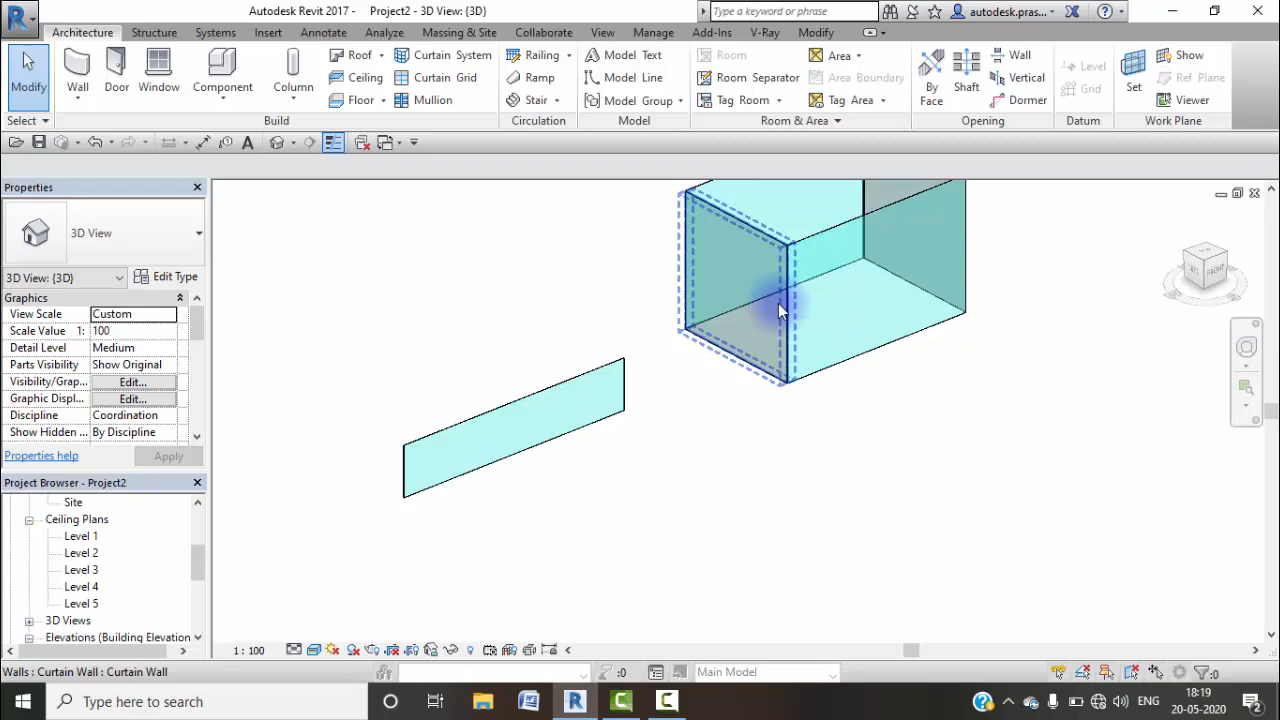 Autodesk Revit 2017 - Project2 - 3D View: {3D}
Type a keyword or phrase
autodesk.pras...
Architecture Structure Systems Insert Annotate Analyze Massing & Site Collaborate View Manage Add-Ins V-Ray Modify
Modify
Wall
Door
Window
Component
Column
Roof
Ceiling
Floor
Curtain System
Curtain Grid
Mullion
Railing
Ramp
Stair
Model Text
Model Line
Model Group
Room
Room Separator
Tag Room
Area
Area Boundary
Tag Area
By Face
Shaft
Wall
Vertical
Dormer
Level
Grid
Set
Show
Ref Plane
Viewer
Select
Build
Circulation
Model
Room & Area
Opening
Datum
Work Plane
Properties
3D View
3D View: {3D}
Edit Type
Graphics
View Scale Custom
Scale Value 1: 100
Detail Level Medium
Parts Visibility Show Original
Visibility/Grap... Edit...
Graphic Displ... Edit...
Discipline Coordination
Show Hidden ... By Discipline
Properties help
Apply
Project Browser - Project2
Site
Ceiling Plans
Level 1
Level 2
Level 3
Level 4
Level 5
3D Views
Elevations (Building Elevation
FRONT
1 : 100
Walls : Curtain Wall : Curtain Wall
:0
Main Model
:0
Type here to search
ENG
18:19
20-05-2020
2